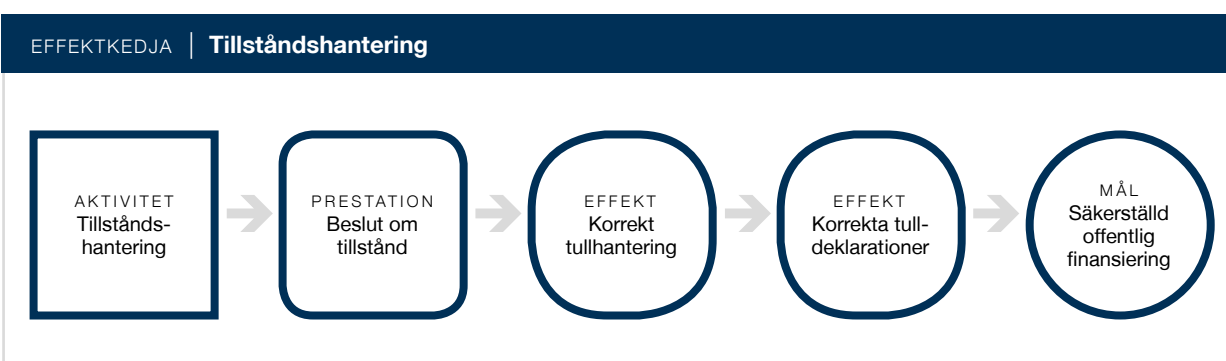 EFFEKTKEDJA | Tillståndshantering
AKTIVITET
Tillstånds-
hantering
PRESTATION
Beslut om
tillstånd
EFFEKT
Korrekt
tullhantering
EFFEKT
Korrekta tull-
deklarationer
MÅL
Säkerställd
offentlig
finansiering